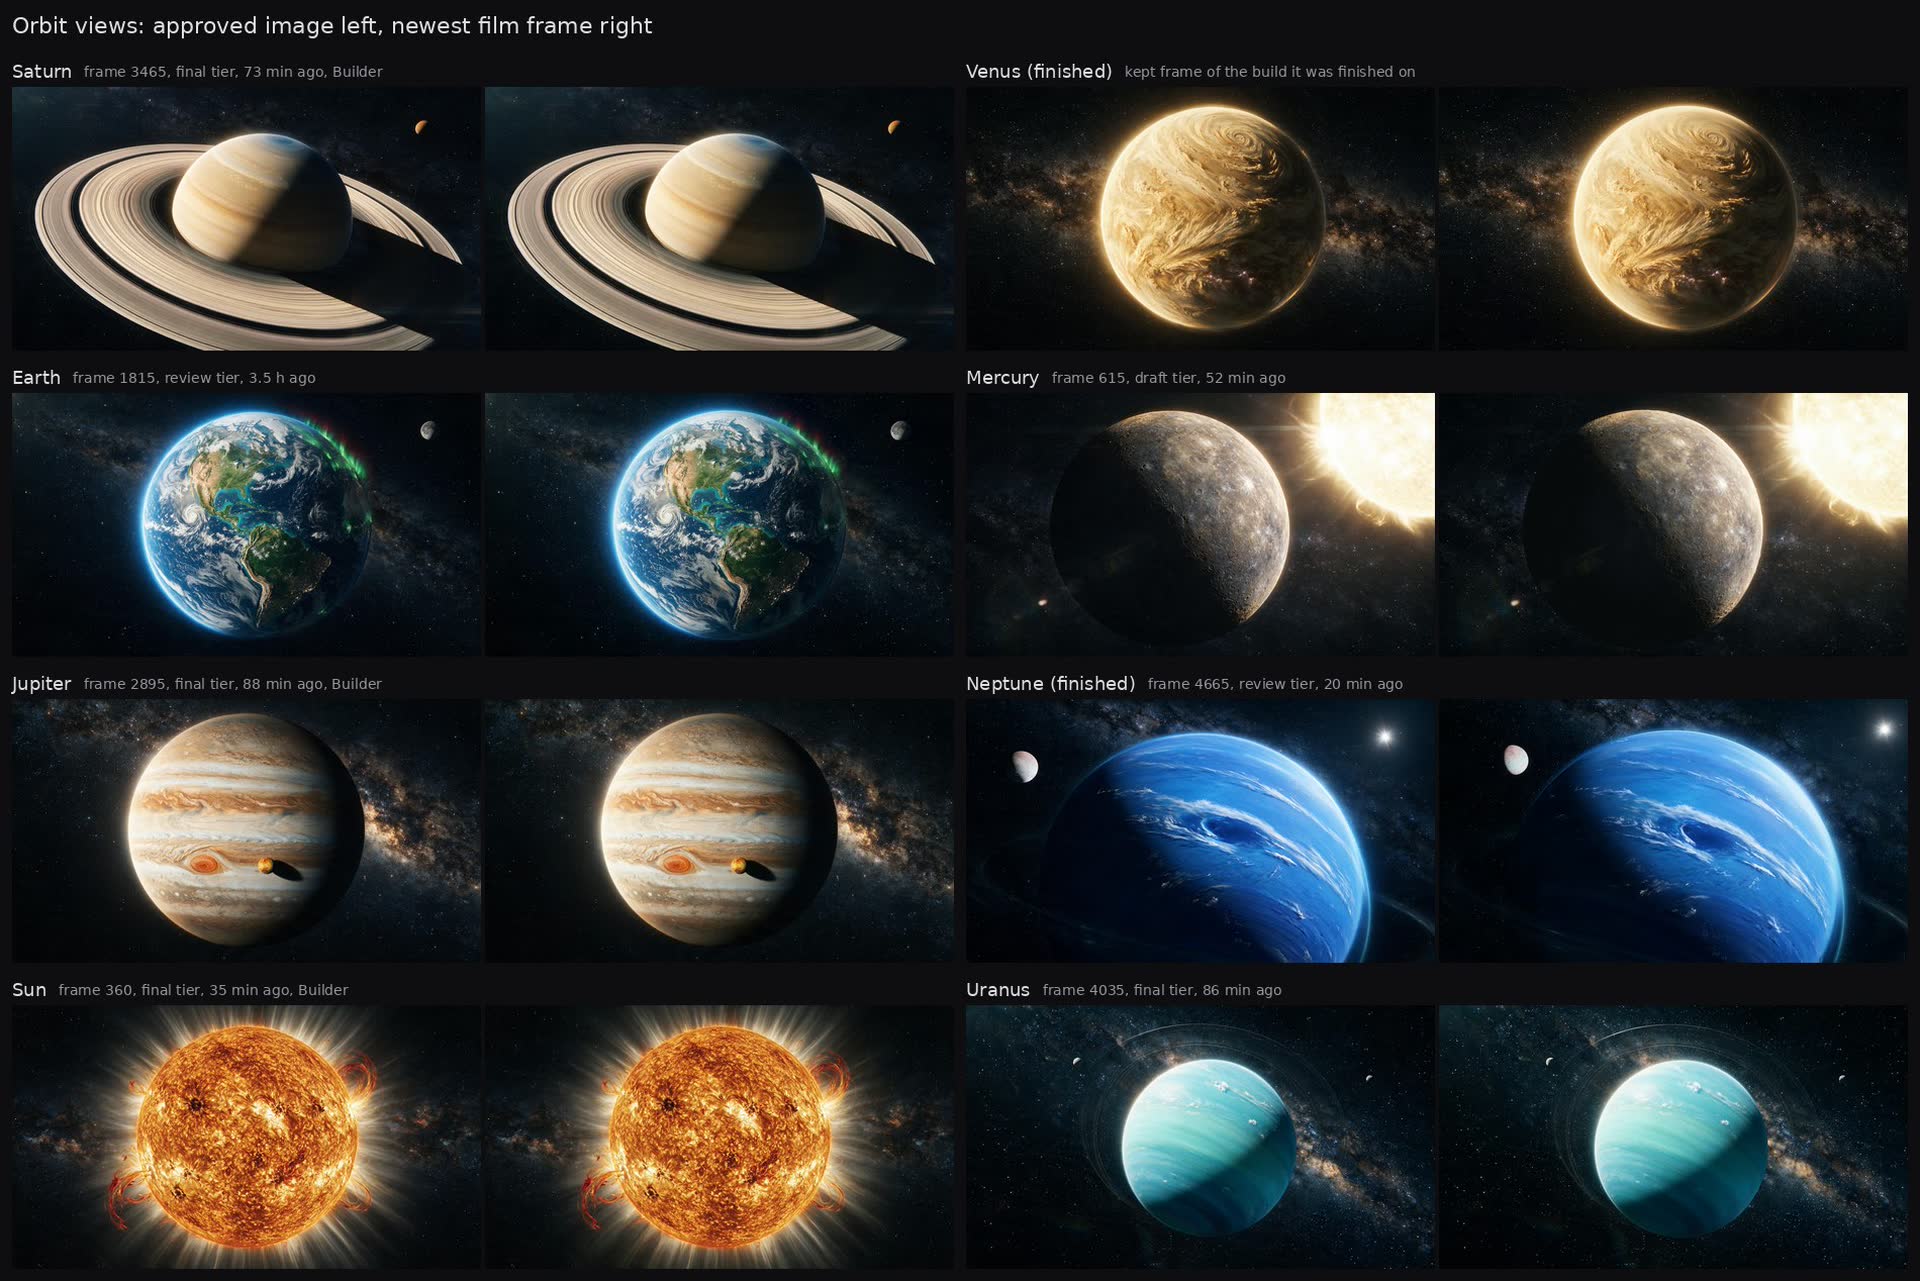 Orbit views: approved image left, newest film frame right
Saturn frame 3465, final tier, 73 min ago, Builder
Venus (finished) kept frame of the build it was finished on
Earth frame 1815, review tier, 3.5 h ago
Mercury frame 615, draft tier, 52 min ago
Jupiter frame 2895, final tier, 88 min ago, Builder
Neptune (finished) frame 4665, review tier, 20 min ago
Sun frame 360, final tier, 35 min ago, Builder
Uranus frame 4035, final tier, 86 min ago